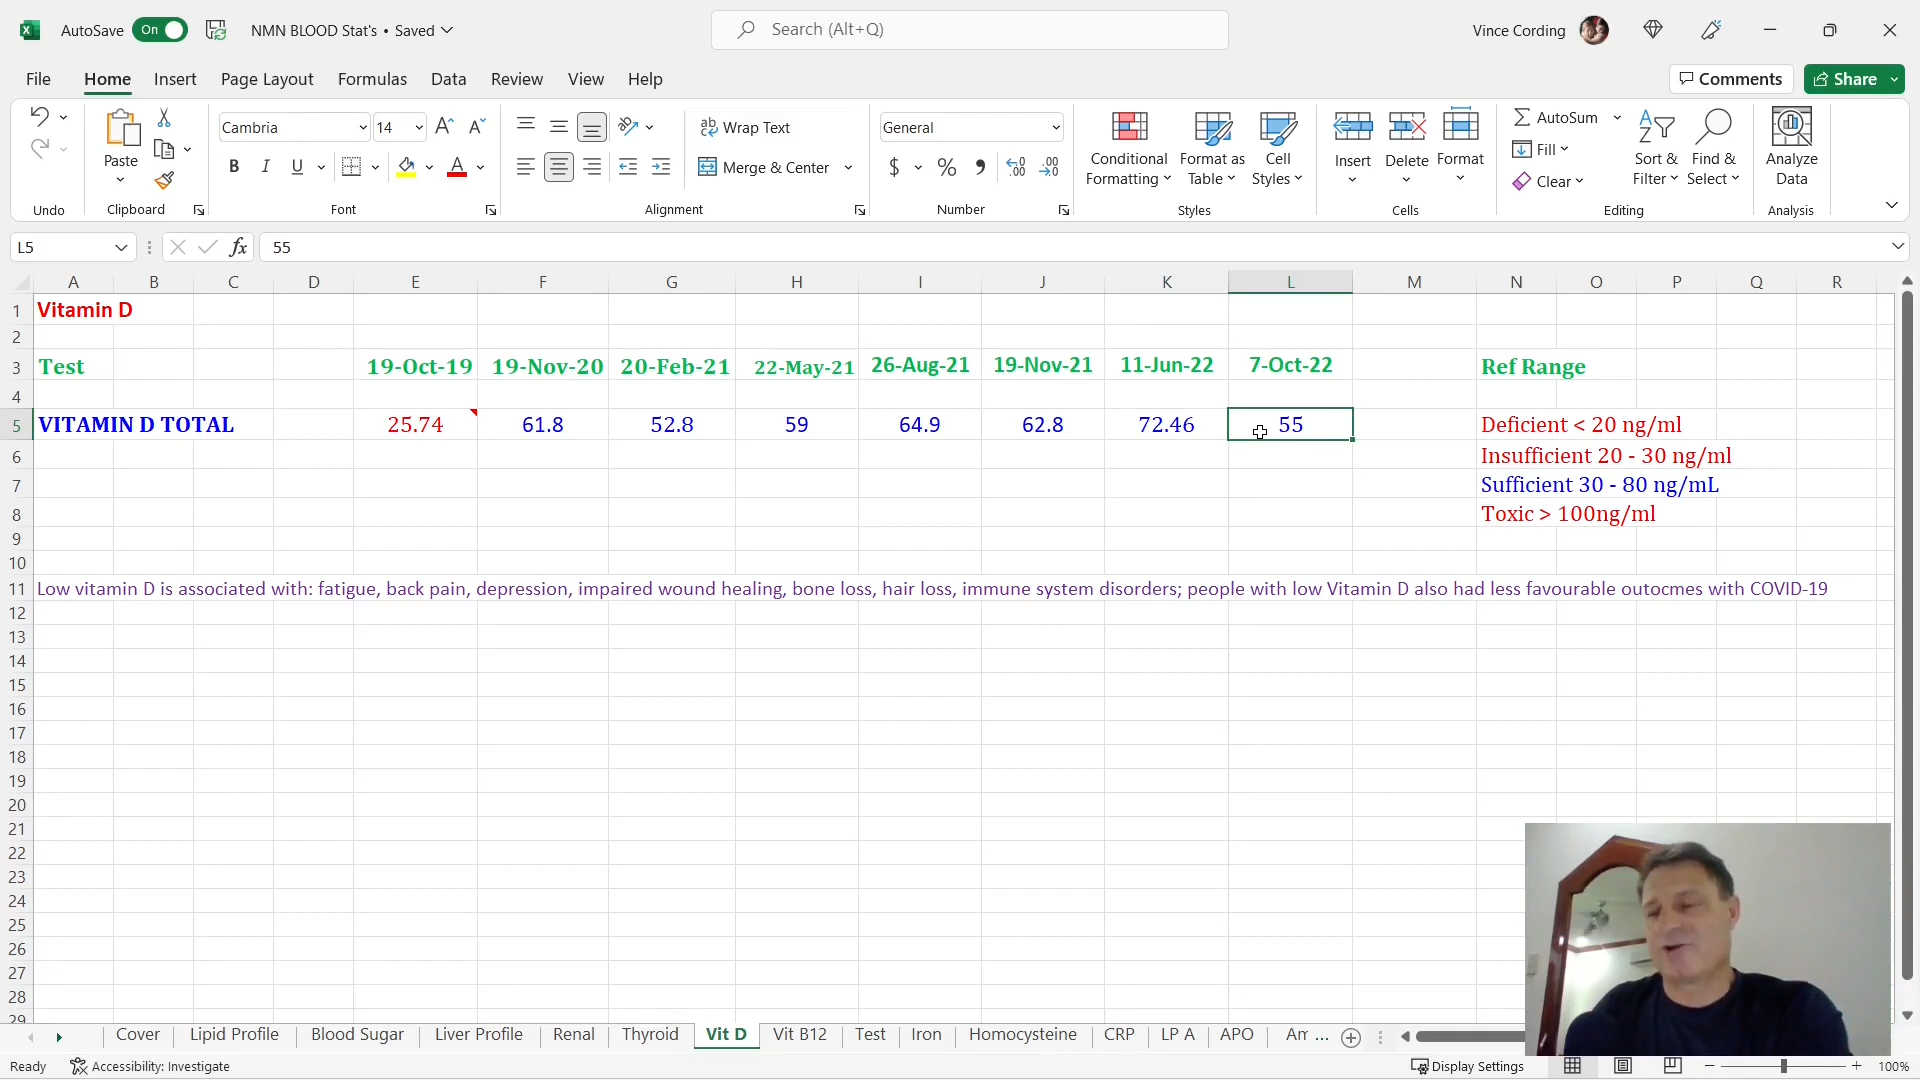 AutoSave On NMN BLOOD Stat's • Saved Search (Alt+Q) Vince Cording
File Home Insert Page Layout Formulas Data Review View Help Comments Share
Cambria 14 Wrap Text General AutoSum
Paste B I U A Merge & Center $ % , Conditional Formatting Format as Table Cell Styles Insert Delete Format Fill Clear Sort & Filter Find & Select Analyze Data
Undo Clipboard Font Alignment Number Styles Cells Editing Analysis
L5 fx 55
A B C D E F G H I J K L M N O P Q R
1 Vitamin D
2
3 Test 19-Oct-19 19-Nov-20 20-Feb-21 22-May-21 26-Aug-21 19-Nov-21 11-Jun-22 7-Oct-22 Ref Range
4
5 VITAMIN D TOTAL 25.74 61.8 52.8 59 64.9 62.8 72.46 55 Deficient < 20 ng/ml
6 Insufficient 20 - 30 ng/ml
7 Sufficient 30 - 80 ng/mL
8 Toxic > 100ng/ml
9
10
11 Low vitamin D is associated with: fatigue, back pain, depression, impaired wound healing, bone loss, hair loss, immune system disorders; people with low Vitamin D also had less favourable outocmes with COVID-19
12
13
14
15
16
17
18
19
20
21
22
23
24
25
26
27
28
29
Cover Lipid Profile Blood Sugar Liver Profile Renal Thyroid Vit D Vit B12 Test Iron Homocysteine CRP LP A APO Am ...
Ready Accessibility: Investigate Display Settings 100%